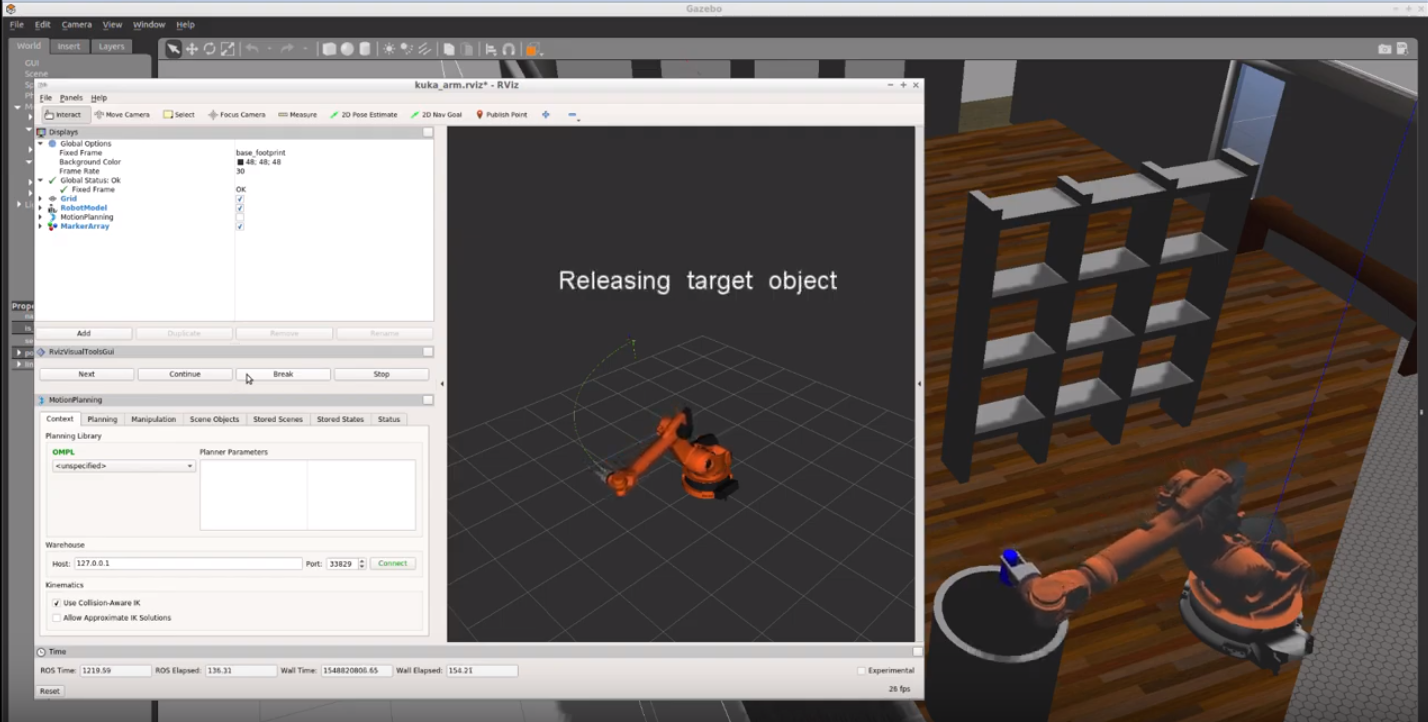 Gazebo
File Edit Camera View Window Help
World Insert Layers
GUI
Scene
kuka_arm.rviz* - RViz
File Panels Help
Interact Move Camera Select Focus Camera Measure 2D Pose Estimate 2D Nav Goal Publish Point
Displays
Global Options
Fixed Frame base_footprint
Background Color 48; 48; 48
Frame Rate 30
Global Status: Ok
Fixed Frame OK
Grid
RobotModel
MotionPlanning
MarkerArray
Releasing target object
Add Duplicate Remove Rename
RvizVisualToolsGui
Next Continue Break Stop
MotionPlanning
Context Planning Manipulation Scene Objects Stored Scenes Stored States Status
Planning Library
OMPL Planner Parameters
<unspecified>
Warehouse
Host: 127.0.0.1 Port: 33829 Connect
Kinematics
Use Collision-Aware IK
Allow Approximate IK Solutions
Time
ROS Time: 1219.59 ROS Elapsed: 136.31 Wall Time: 1548820806.65 Wall Elapsed: 154.21 Experimental
Reset 26 fps